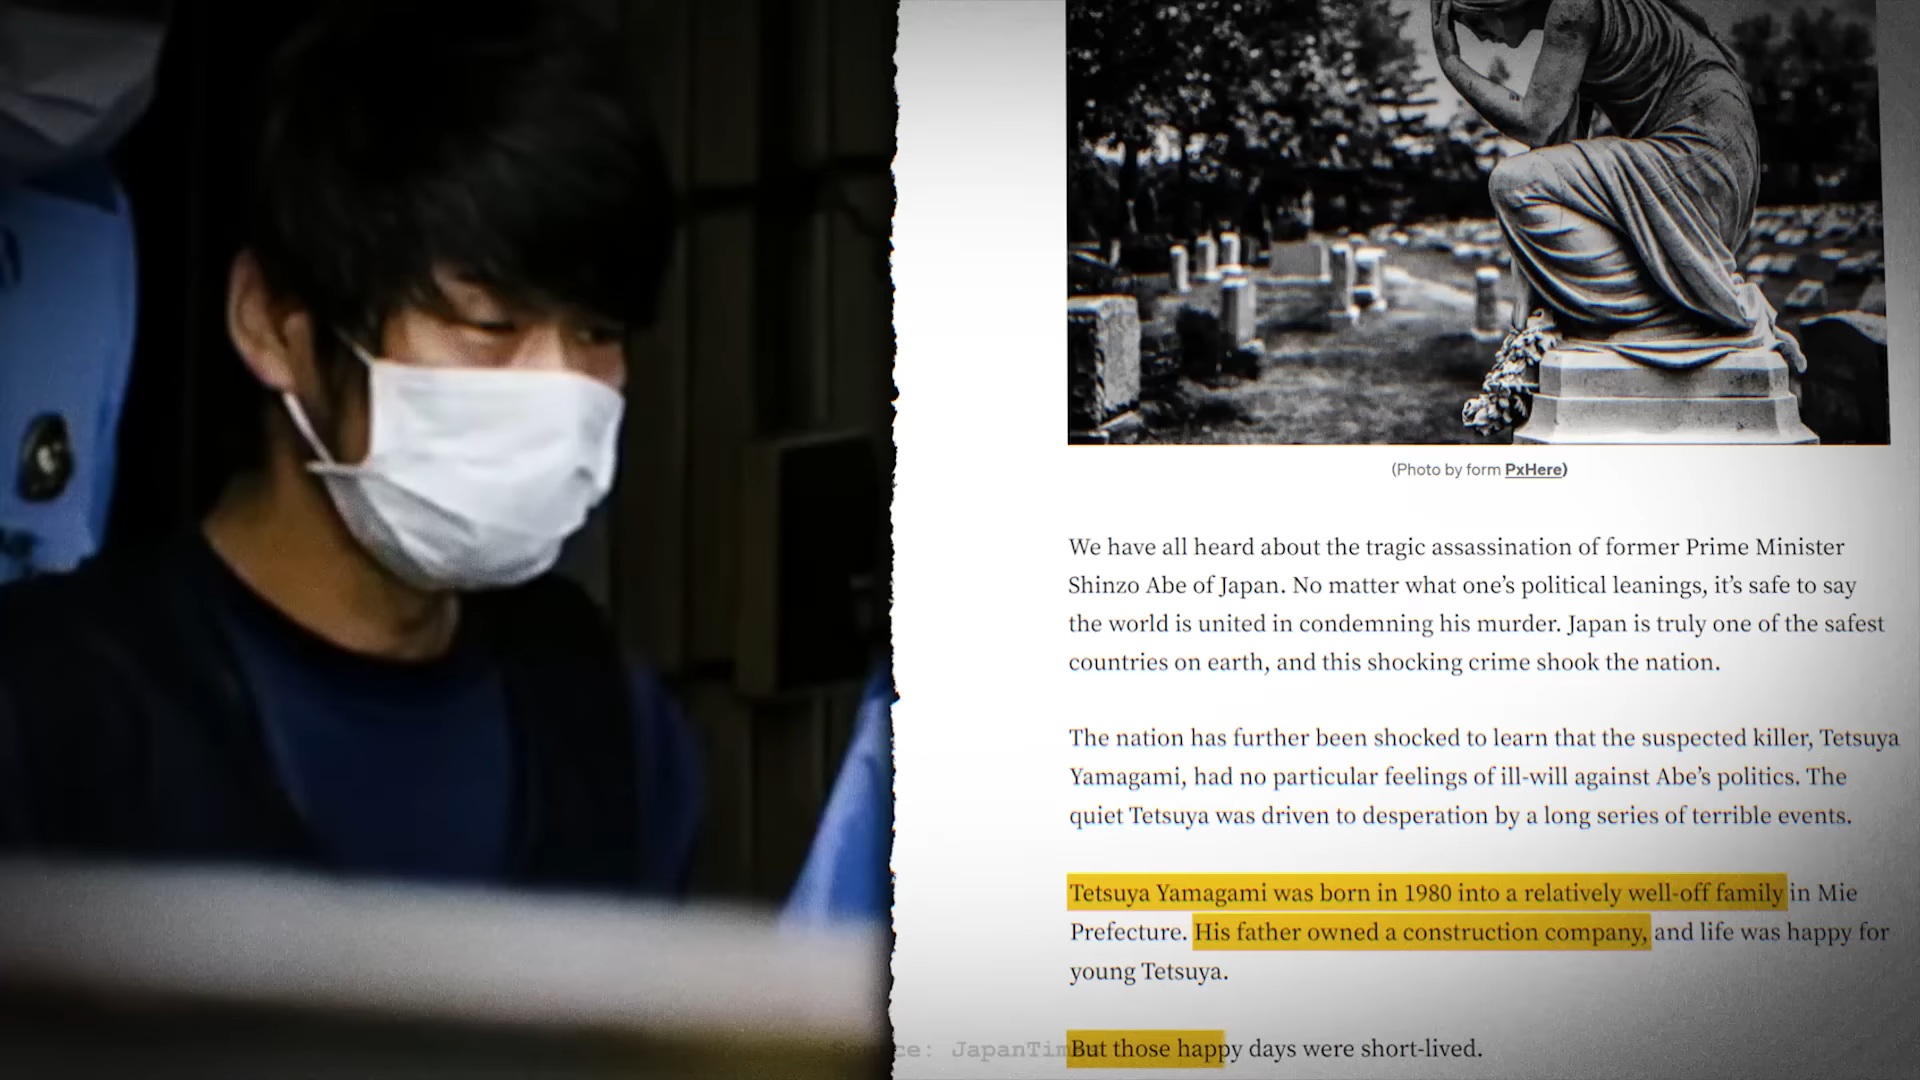 (Photo by form PxHere)
We have all heard about the tragic assassination of former Prime Minister
Shinzo Abe of Japan. No matter what one’s political leanings, it’s safe to say
the world is united in condemning his murder. Japan is truly one of the safest
countries on earth, and this shocking crime shook the nation.
The nation has further been shocked to learn that the suspected killer, Tetsuya
Yamagami, had no particular feelings of ill-will against Abe’s politics. The
quiet Tetsuya was driven to desperation by a long series of terrible events.
Tetsuya Yamagami was born in 1980 into a relatively well-off family in Mie
Prefecture. His father owned a construction company, and life was happy for
young Tetsuya.
But those happy days were short-lived.
Source: JapanTim